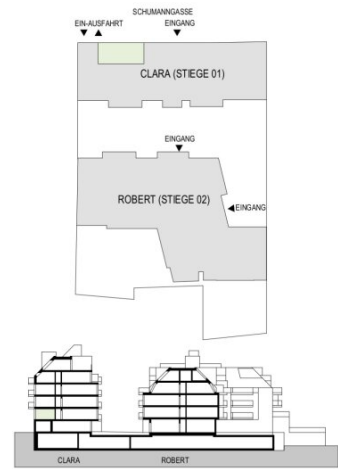 SCHUMANNGASSE
EIN-AUSFAHRT EINGANG
CLARA (STIEGE 01)
EINGANG
ROBERT (STIEGE 02)
EINGANG
CLARA ROBERT